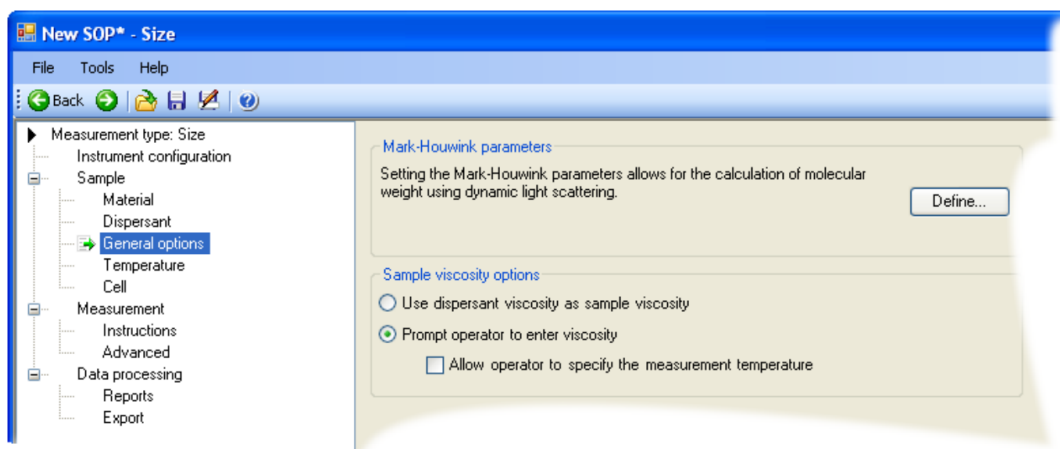 New SOP* - Size
File Tools Help
Back
Measurement type: Size
Instrument configuration
Sample
Material
Dispersant
General options
Temperature
Cell
Measurement
Instructions
Advanced
Data processing
Reports
Export
Mark-Houwink parameters
Setting the Mark-Houwink parameters allows for the calculation of molecular
weight using dynamic light scattering.
Define...
Sample viscosity options
Use dispersant viscosity as sample viscosity
Prompt operator to enter viscosity
Allow operator to specify the measurement temperature